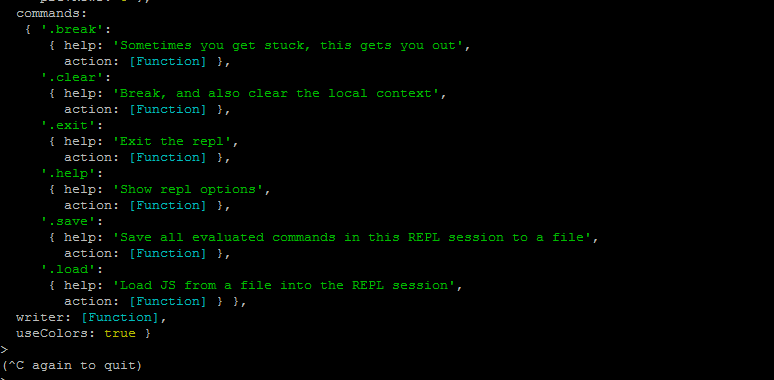 commands:
{ '.break':
{ help: 'Sometimes you get stuck, this gets you out',
action: [Function] },
'.clear':
{ help: 'Break, and also clear the local context',
action: [Function] },
'.exit':
{ help: 'Exit the repl',
action: [Function] },
'.help':
{ help: 'Show repl options',
action: [Function] },
'.save':
{ help: 'Save all evaluated commands in this REPL session to a file',
action: [Function] },
'.load':
{ help: 'Load JS from a file into the REPL session',
action: [Function] } },
writer: [Function],
useColors: true }
>
(^C again to quit)